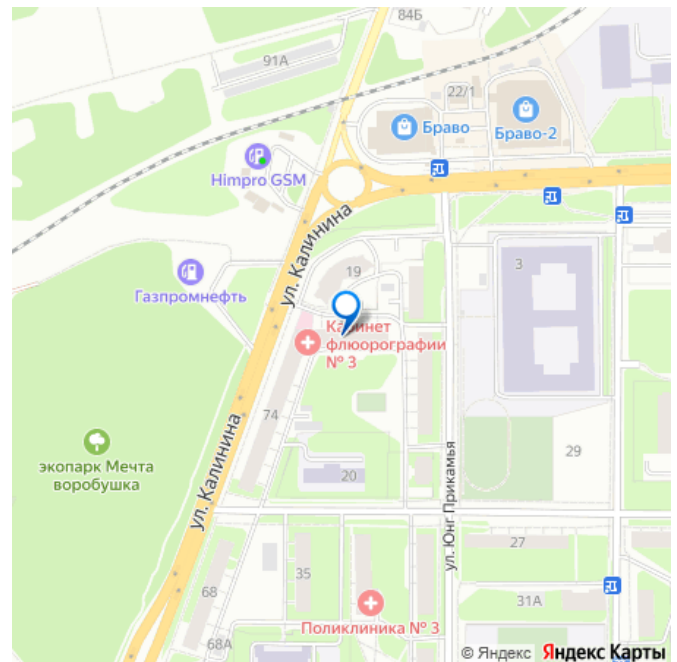 84Б
91А
22/1
Браво
Браво-2
Himpro GSM
ул. Калинина
19
3
Газпромнефть
Кабинет
флюорографии
№ 3
74
экопарк Мечта
воробушка
ул. Калинина
20
29
ул. Юнг Прикамья
27
35
68
31А
Поликлиника № 3
68А
© Яндекс Яндекс Карты